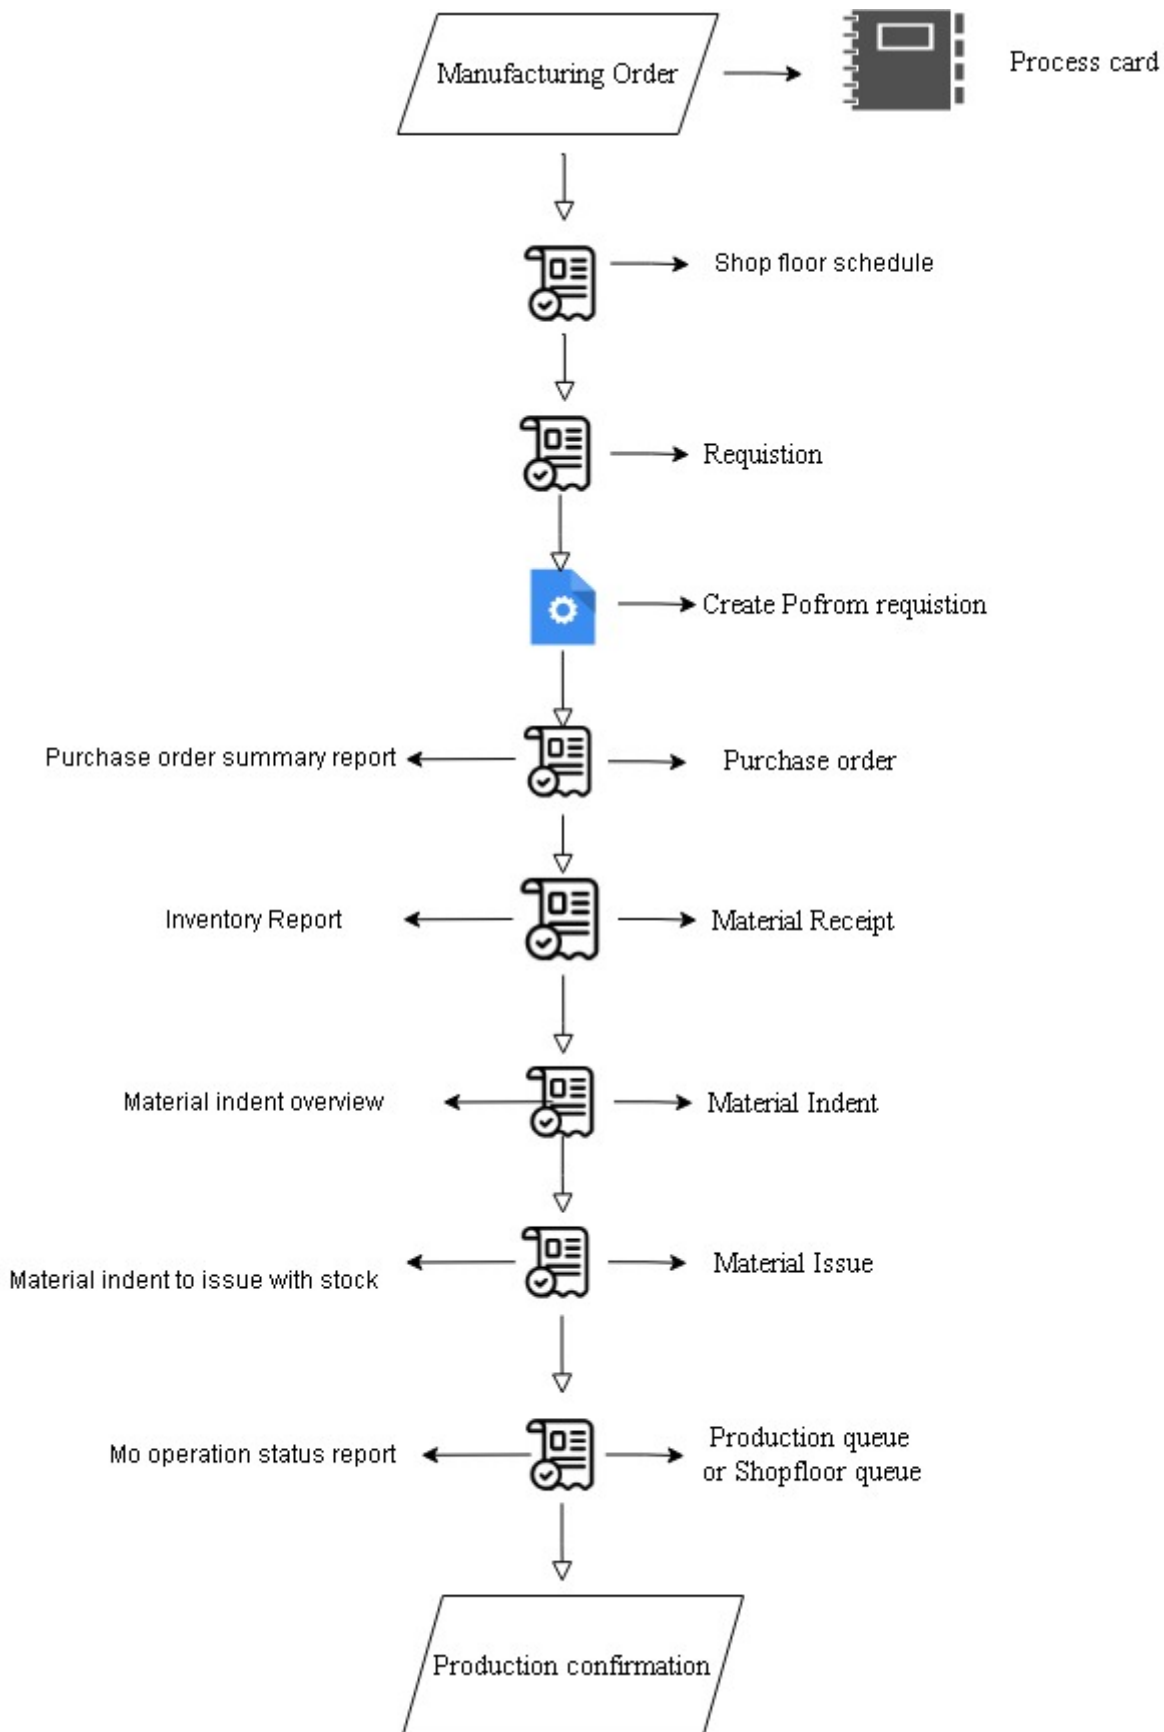 Manufacturing Order
Process card
Shop floor schedule
Requistion
Create Pofrom requistion
Purchase order summary report
Purchase order
Inventory Report
Material Receipt
Material indent overview
Material Indent
Material indent to issue with stock
Material Issue
Mo operation status report
Production queue
or Shopfloor queue
Production confirmation